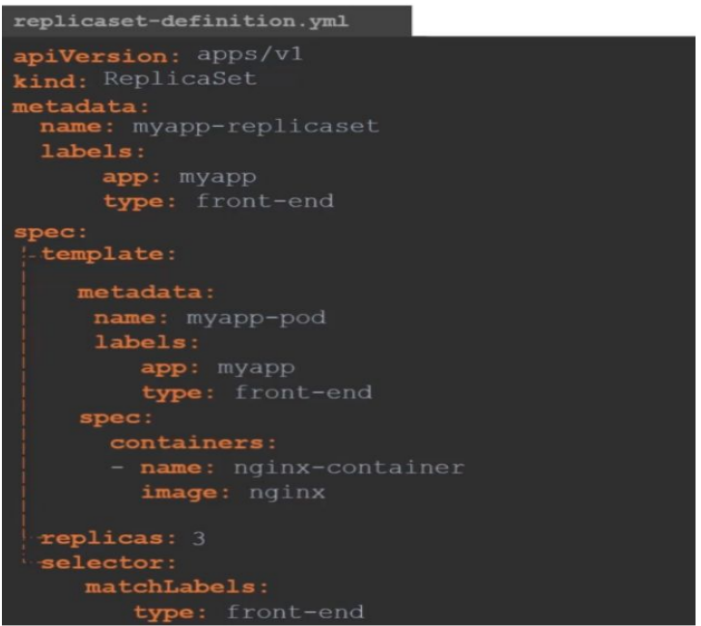 replicaset-definition.yml
apiVersion: apps/v1
kind: ReplicaSet
metadata:
name: myapp-replicaset
labels:
app: myapp
type: front-end
spec:
template:
metadata:
name: myapp-pod
labels:
app: myapp
type: front-end
spec:
containers:
- name: nginx-container
image: nginx
replicas: 3
selector:
matchLabels:
type: front-end